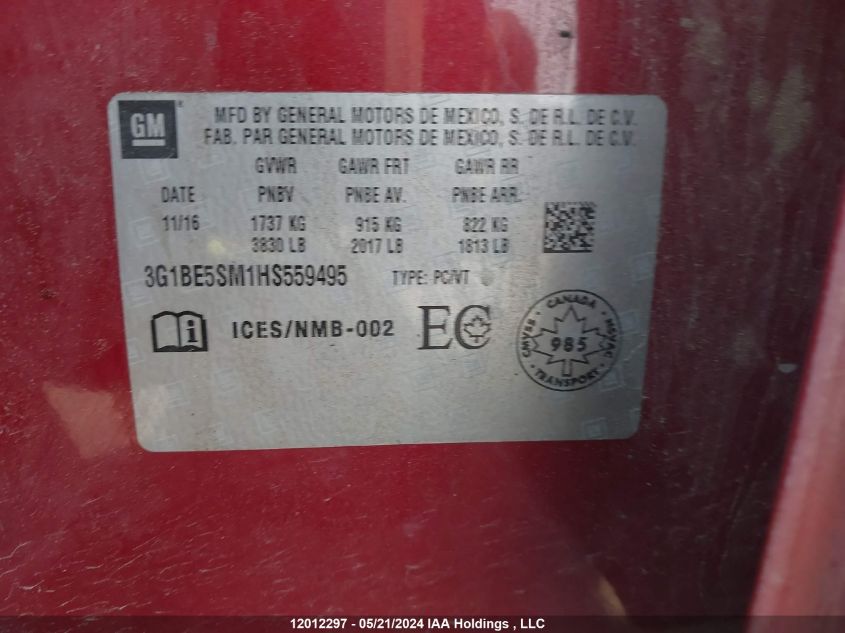 GM
MFD BY GENERAL MOTORS DE MEXICO, S. DE R.L. DE C.V.
FAB. PAR GENERAL MOTORS DE MEXICO, S. DE R.L. DE C.V.
GVWR GAWR FRT GAWR RR
DATE PNBV PNBE AV. PNBE ARR.
11/16 1737 KG 915 KG 822 KG
3830 LB 2017 LB 1813 LB
3G1BE5SM1HS559495 TYPE: PC/VT
ICES/NMB-002 EC
CANADA
CMVSS 985 NSVAC
TRANSPORT
12012297 - 05/21/2024 IAA Holdings , LLC